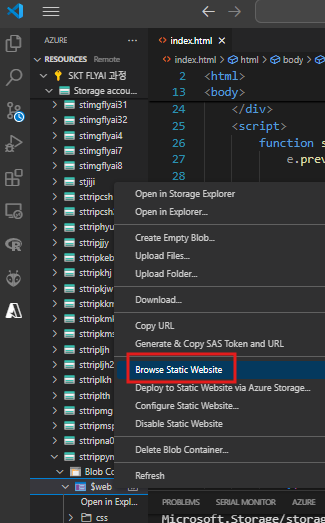 AZURE
RESOURCES Remote
SKT FLYAI 과정
Storage accou...
stimgflyai31
stimgflyai32
stimgflyai4
stimgflyai7
stimgflyai8
stjiji
sttripcsh
sttripcsh
sttriphyu
sttripjjy
sttripkeb
sttripkhj
sttripkjw
sttripkkm
sttripkml
sttripkms
sttripljh
sttripljh2
sttriplkh
sttriplth
sttripmg
sttripmsp
sttripna0
sttrippyn
Blob Co
$web
Open in Expl...
css
index.html
index.html > html > body
2 <html>
13 <body>
24 </div>
25 <script>
26 function s
27 e.prev
Open in Storage Explorer
Open in Explorer...
Create Empty Blob...
Upload Files...
Upload Folder...
Download...
Copy URL
Generate & Copy SAS Token and URL
Browse Static Website
Deploy to Static Website via Azure Storage...
Configure Static Website...
Disable Static Website
Delete Blob Container...
Refresh
PROBLEMS OUTPUT TERMINAL
Microsoft.Storage/storag